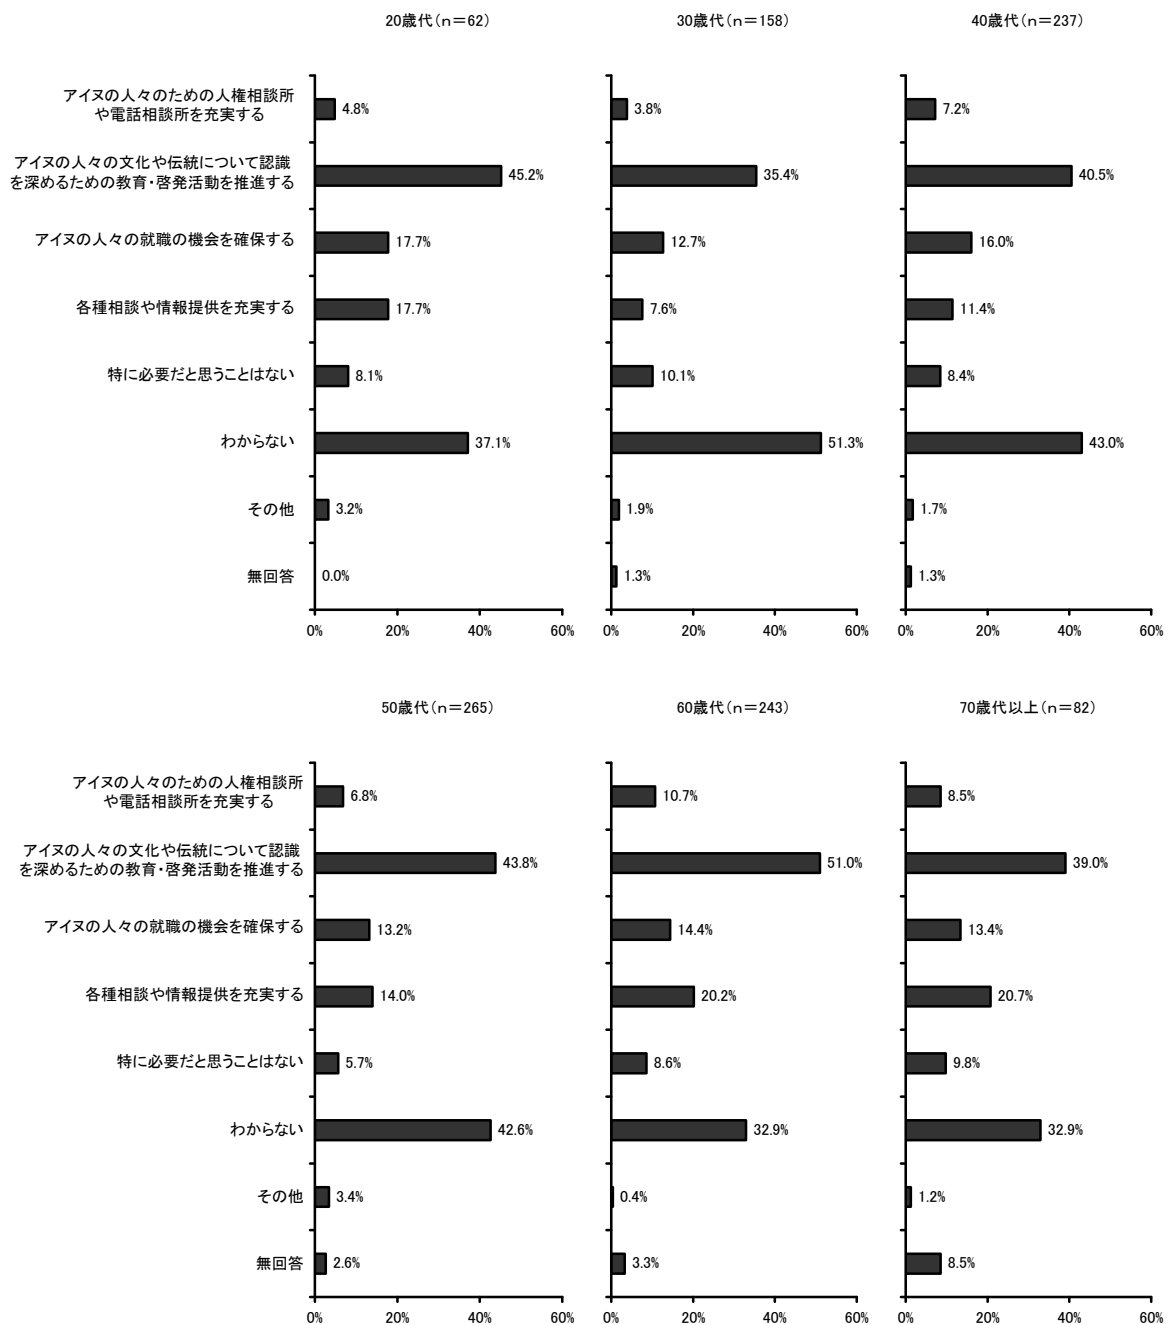 20歳代(n=62)
30歳代(n=158)
40歳代(n=237)
アイヌの人々のための人権相談所
や電話相談所を充実する
4.8%
3.8%
7.2%
アイヌの人々の文化や伝統について認識
を深めるための教育・啓発活動を推進する
45.2%
35.4%
40.5%
アイヌの人々の就職の機会を確保する
17.7%
12.7%
16.0%
各種相談や情報提供を充実する
17.7%
7.6%
11.4%
特に必要だと思うことはない
8.1%
10.1%
8.4%
わからない
37.1%
51.3%
43.0%
その他
3.2%
1.9%
1.7%
無回答
0.0%
1.3%
1.3%
0% 20% 40% 60%
0% 20% 40% 60%
0% 20% 40% 60%
50歳代(n=265)
60歳代(n=243)
70歳代以上(n=82)
アイヌの人々のための人権相談所
や電話相談所を充実する
6.8%
10.7%
8.5%
アイヌの人々の文化や伝統について認識
を深めるための教育・啓発活動を推進する
43.8%
51.0%
39.0%
アイヌの人々の就職の機会を確保する
13.2%
14.4%
13.4%
各種相談や情報提供を充実する
14.0%
20.2%
20.7%
特に必要だと思うことはない
5.7%
8.6%
9.8%
わからない
42.6%
32.9%
32.9%
その他
3.4%
0.4%
1.2%
無回答
2.6%
3.3%
8.5%
0% 20% 40% 60%
0% 20% 40% 60%
0% 20% 40% 60%